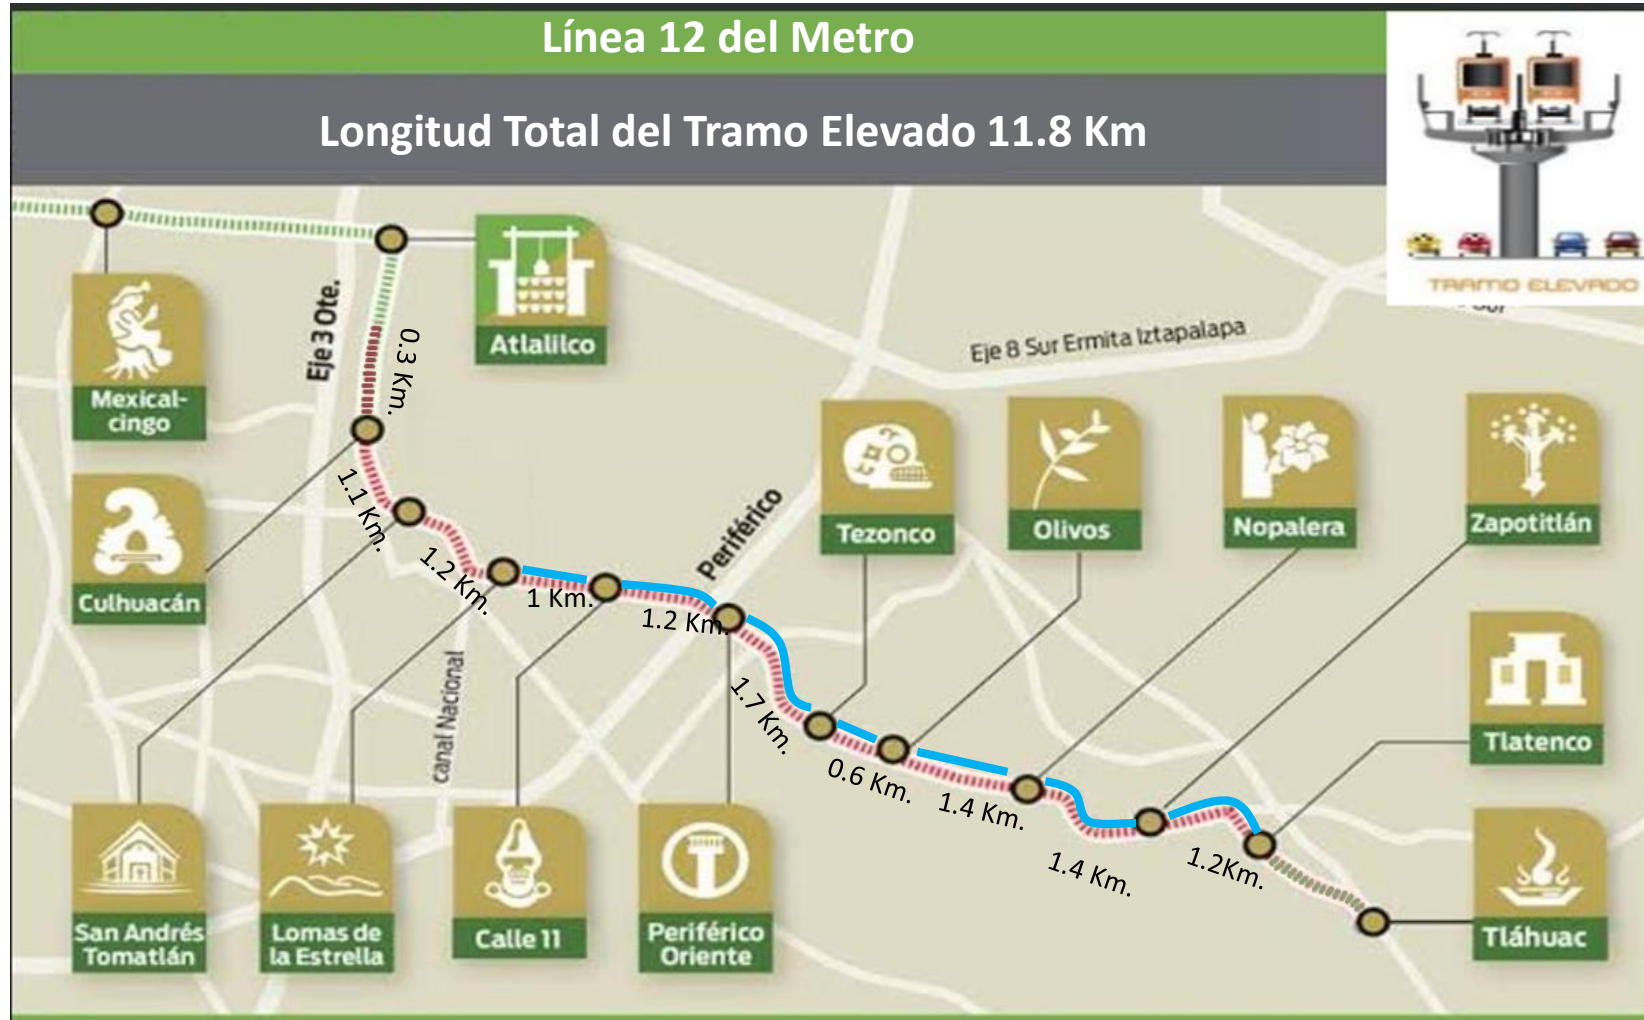 Línea 12 del Metro
Longitud Total del Tramo Elevado 11.8 Km
TRAMO ELEVADO
Mexical-
cingo
Atlalilco
Eje 3 Ote.
0.3 Km.
Eje 8 Sur Ermita Iztapalapa
Culhuacán
1.1 Km.
1.2 Km.
1 Km.
1.2 Km.
Periférico
Tezonco
Olivos
Nopalera
Zapotitlán
canal Nacional
1.7 Km.
0.6 Km.
1.4 Km.
1.4 Km.
1.2Km.
Tlatenco
San Andrés
Tomatlán
Lomas de
la Estrella
Calle 11
Periférico
Oriente
Tláhuac